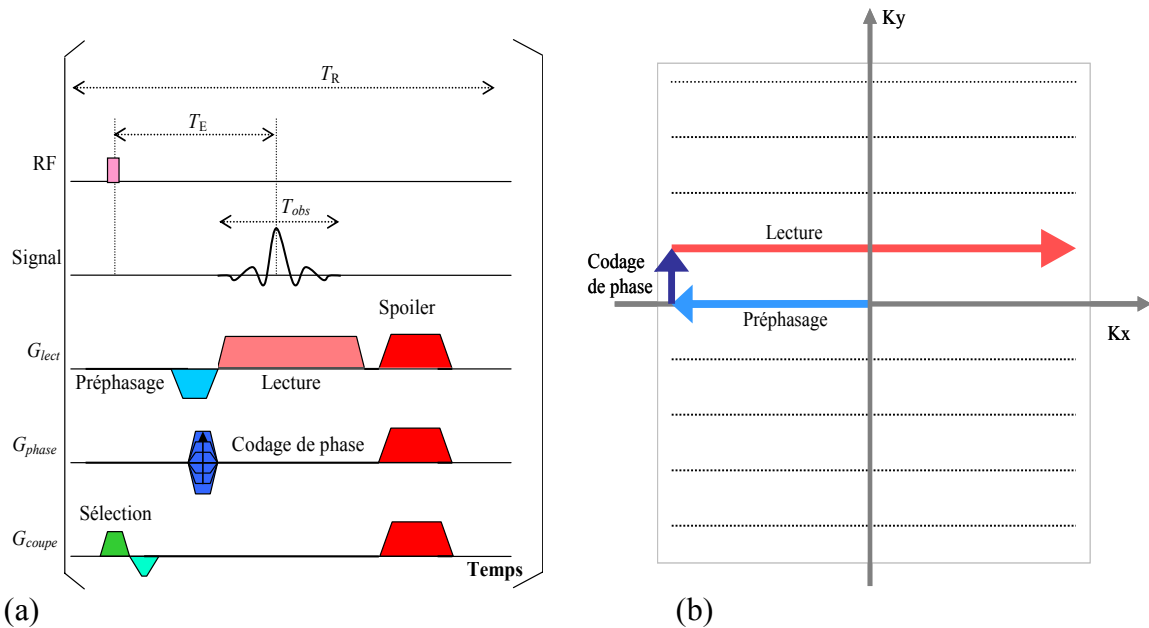 T_R
T_E
RF
T_obs
Signal
Spoiler
G_lect
Préphasage
Lecture
G_phase
Codage de phase
Sélection
G_coupe
Temps
(a)
Ky
Lecture
Codage
de phase
Préphasage
Kx
(b)